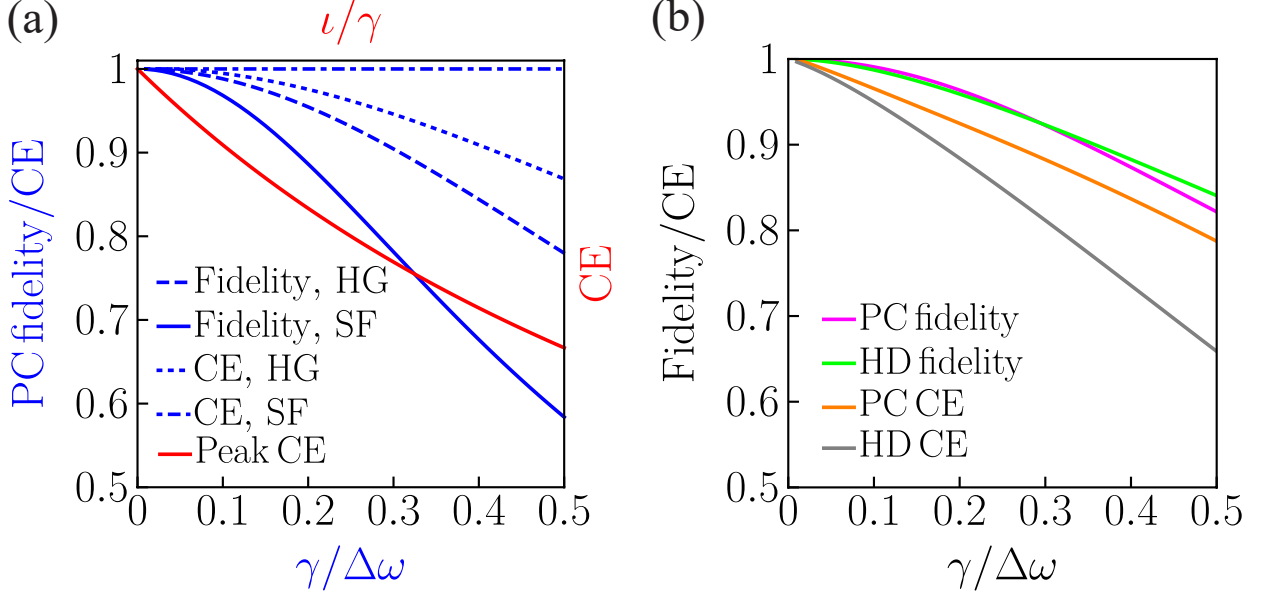 (a)
ι/γ
PC fidelity/CE
1
0.9
0.8
0.7
0.6
0.5
Fidelity, HG
Fidelity, SF
CE, HG
CE, SF
Peak CE
CE
0 0.1 0.2 0.3 0.4 0.5
γ/Δω
(b)
Fidelity/CE
1
0.9
0.8
0.7
0.6
0.5
PC fidelity
HD fidelity
PC CE
HD CE
0 0.1 0.2 0.3 0.4 0.5
γ/Δω